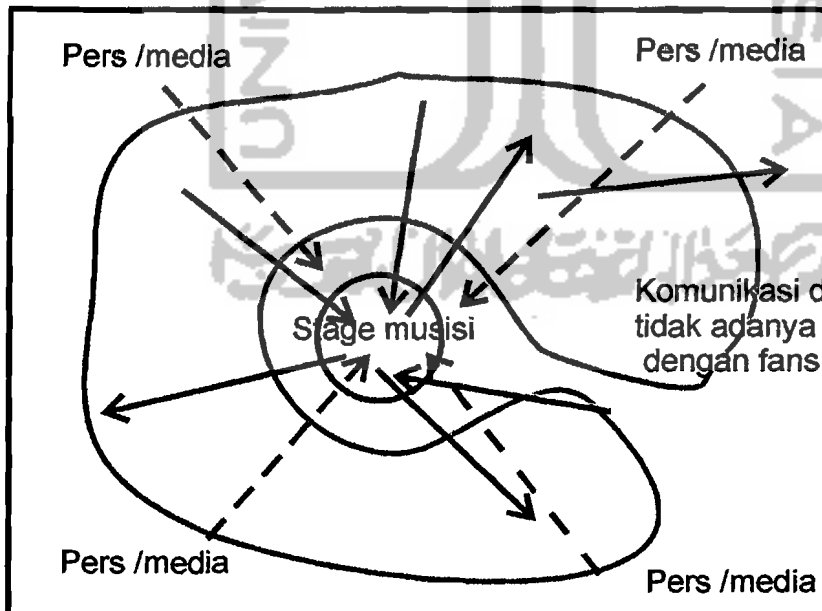 Pers /media
Pers /media
Stage musisi
Komunikasi d
tidak adanya
dengan fans
Pers /media
Pers /media